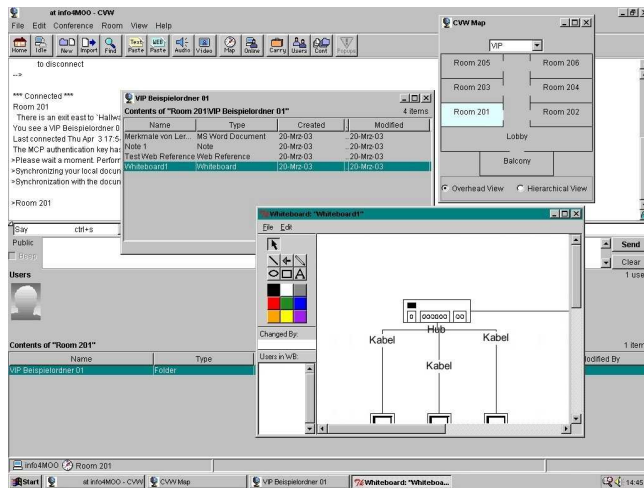 at info4MOO - CVW
File Edit Conference Room View Help
Home Idle New Import Find Paste Paste Audio Video Map Online Carry Users Cont Popups
to disconnect
-->
*** Connected ***
Room 201
There is an exit east to `Hallwa
You see a VIP Beispielordner 0
Last connected Thu Apr 3 17:5
The MCP authentication key has
>Please wait a moment. Perform
>Synchronizing your local docum
>Synchronization with the docum
>Room 201
Say ctrl+s
Public
Beep
Send
Clear
1 use
Users
Contents of "Room 201"
1 item
Name Type odified By
VIP Beispielordner 01 Folder
info4MOO Room 201
VIP Beispielordner 01
Contents of "Room 201\VIP Beispielordner 01" 4 items
Name Type Created Modified
Merkmale von Ler... MS Word Document 20-Mrz-03 ..20-Mrz-03
Note 1 Note 20-Mrz-03 ..20-Mrz-03
Test Web Reference Web Reference 20-Mrz-03 ..20-Mrz-03
Whiteboard1 Whiteboard 20-Mrz-03 ..20-Mrz-03
CVW Map
VIP
Room 205 Room 206
Room 203 Room 204
Room 201 Room 202
Lobby
Balcony
Overhead View Hierarchical View
Whiteboard: "Whiteboard1"
File Edit
A
Changed By:
Users in WB:
Hub
Kabel Kabel
Kabel
Start at info4MOO - CVW CVW Map VIP Beispielordner 01 Whiteboard: "Whiteboa... 14:45